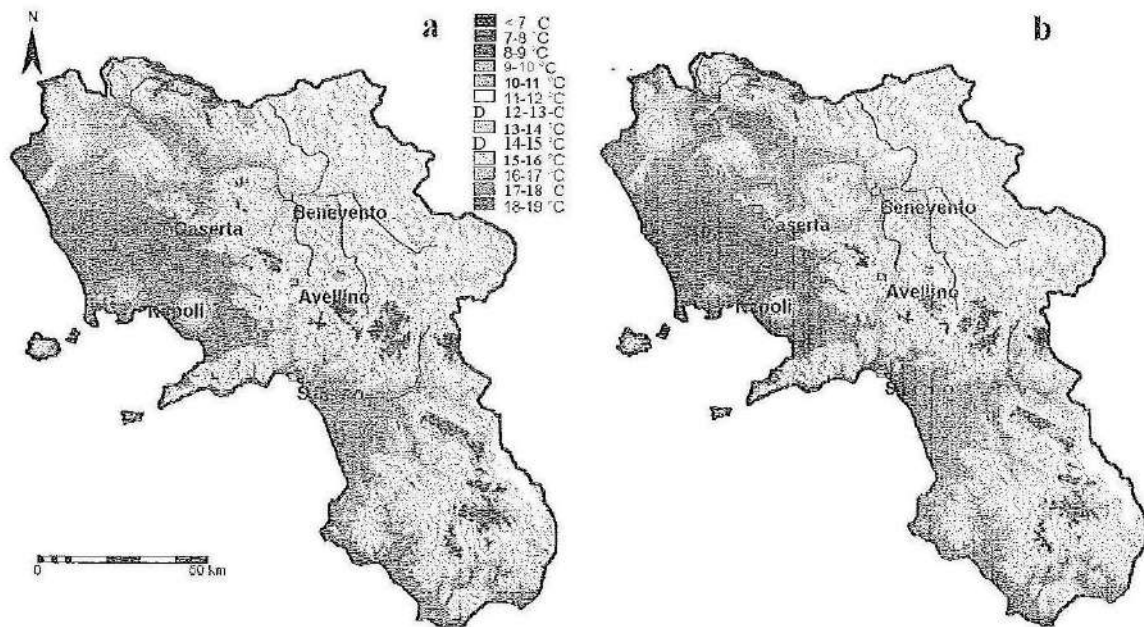 N
a
< 7 C
7-8 °C
8-9 °C
9-10 °C
10-11 °C
11-12 °C
D 12-13-C
13-14 °C
D 14-15 °C
15-16 °C
16-17 °C
17-18 C
18-19 °C
Benevento
Caserta
Avellino
Napoli
0 50 km
b
Benevento
Caserta
Avellino
Napoli